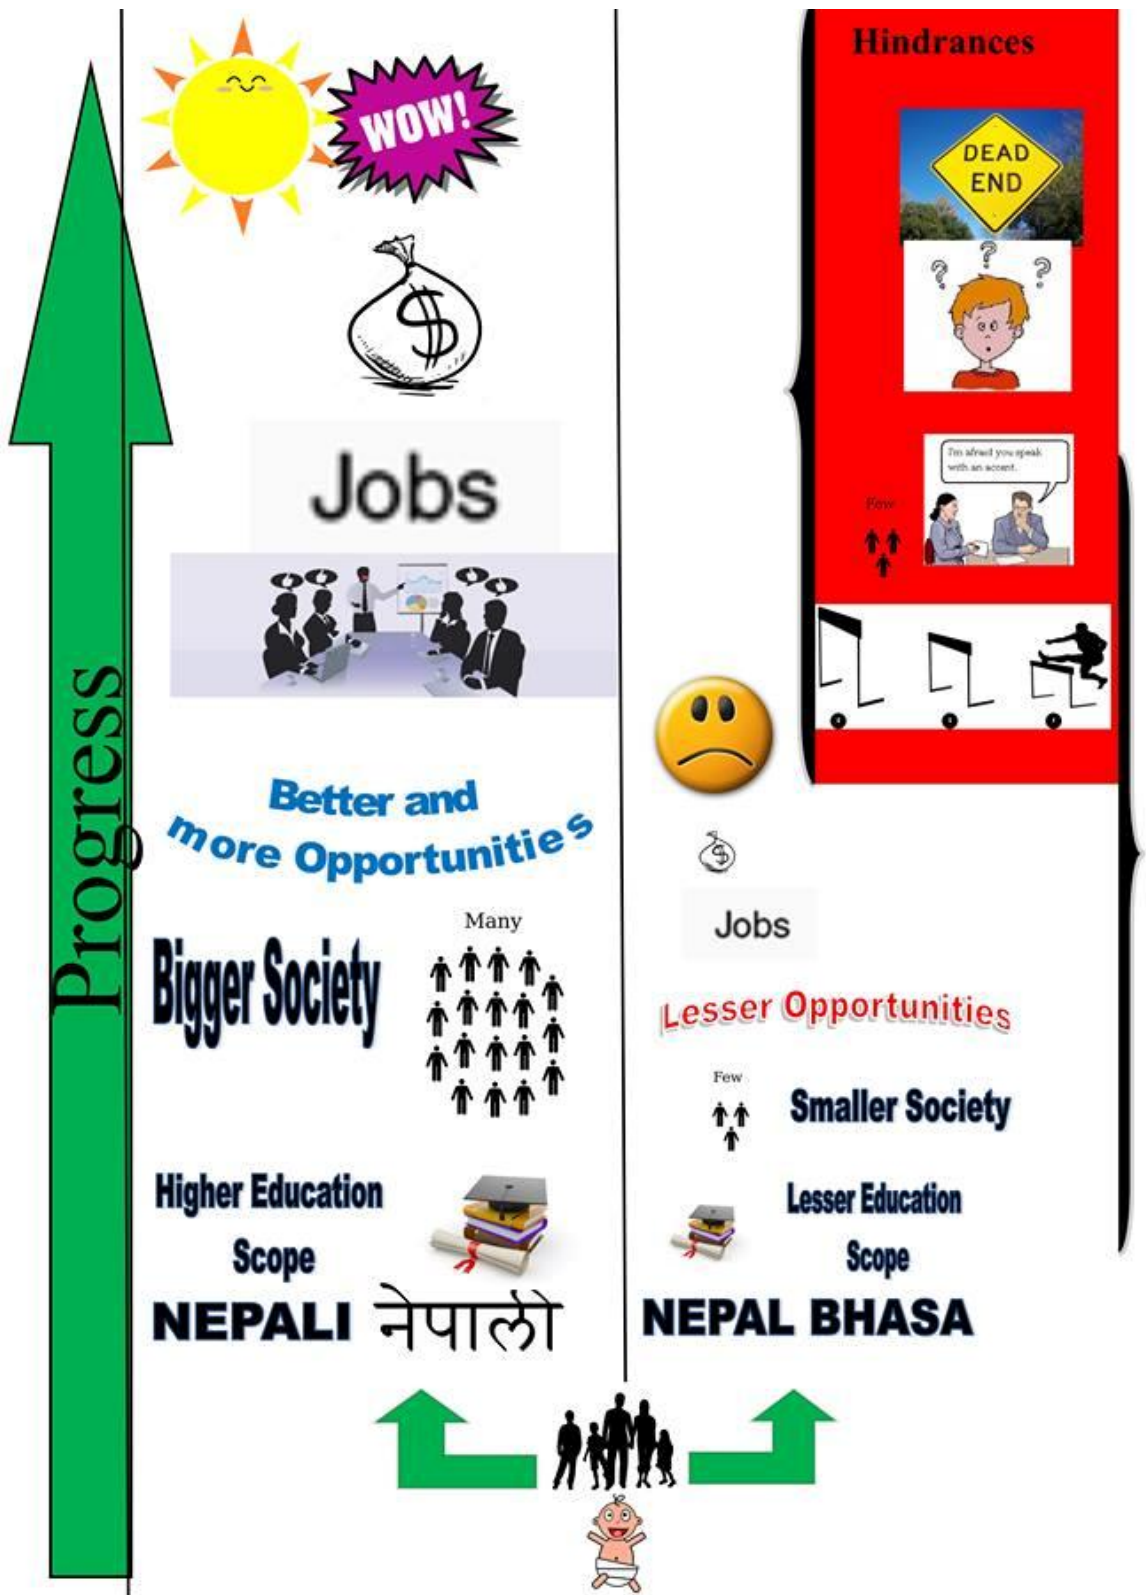 Progress
WOW!
$
Jobs
Better and
more Opportunities
Many
Bigger Society
Higher Education
Scope
NEPALI नेपाली
Hindrances
DEAD
END
? ? ?
I'm afraid you speak
with an accent.
Few
$
Jobs
Lesser Opportunities
Few
Smaller Society
Lesser Education
Scope
NEPAL BHASA